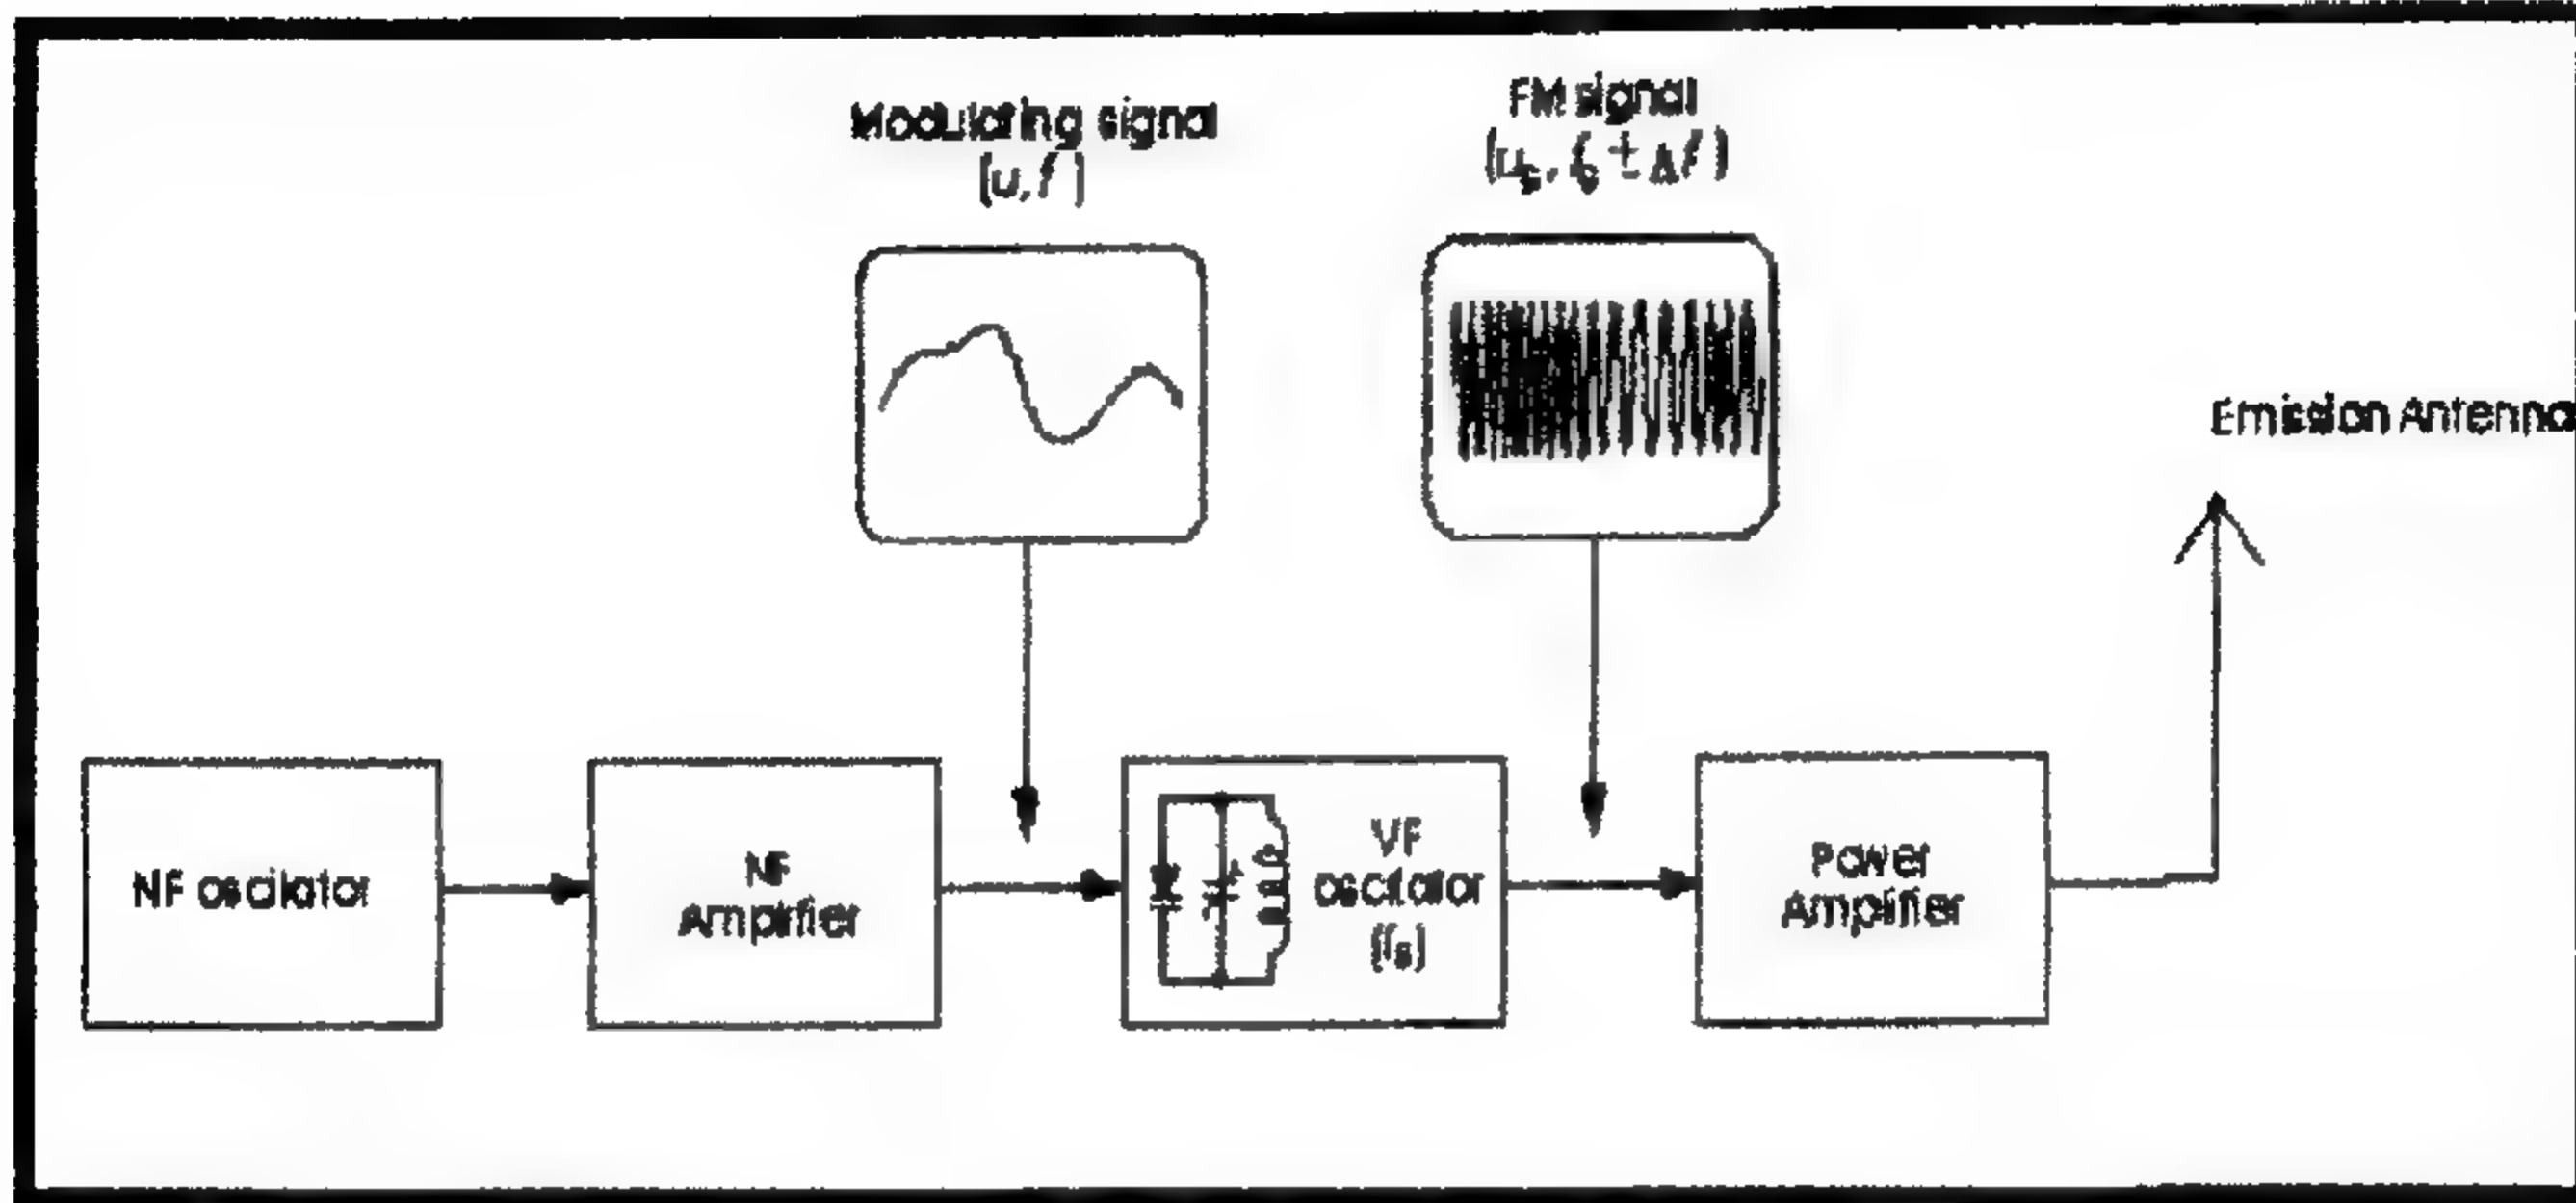 Modulating signal
(u, f)
FM signal
(us, fs ± Δf)
Emission Antenna
NF oscilator
NF
Amplifier
VF
oscilator
(fs)
Power
Amplifier